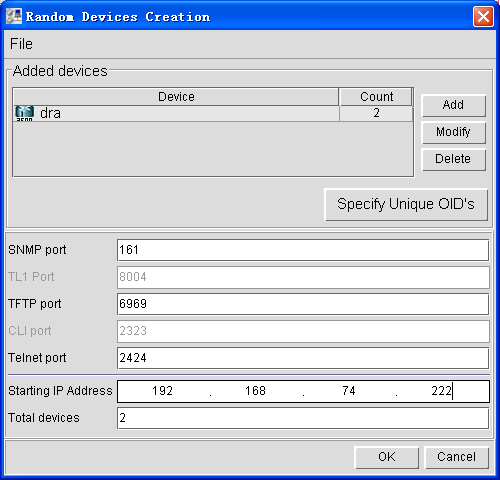 Random Devices Creation
File
Added devices
Device Count
dra 2
Add
Modify
Delete
Specify Unique OID's
SNMP port 161
TL1 Port 8004
TFTP port 6969
CLI port 2323
Telnet port 2424
Starting IP Address 192 . 168 . 74 . 222
Total devices 2
OK Cancel